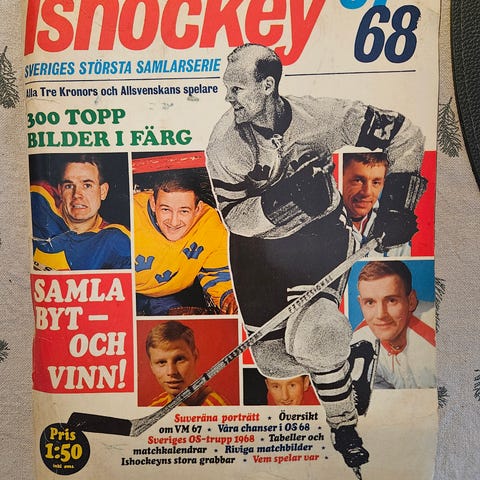 Ishockey
68
SVERIGES STÖRSTA SAMLARSERIE
Alla Tre Kronors och Allsvenskans spelare
300 TOPP
BILDER I FÄRG
SAMLA
BYT –
OCH
VINN!
Pris
1:50
Suveräna porträtt ★ Översikt
om VM 67 ★ Våra chanser i OS 68 ★
Sveriges OS-trupp 1968 ★ Tabeller och
matchkalendrar ★ Riviga matchbilder ★
Ishockeyns stora grabbar ★ Vem spelar var ★